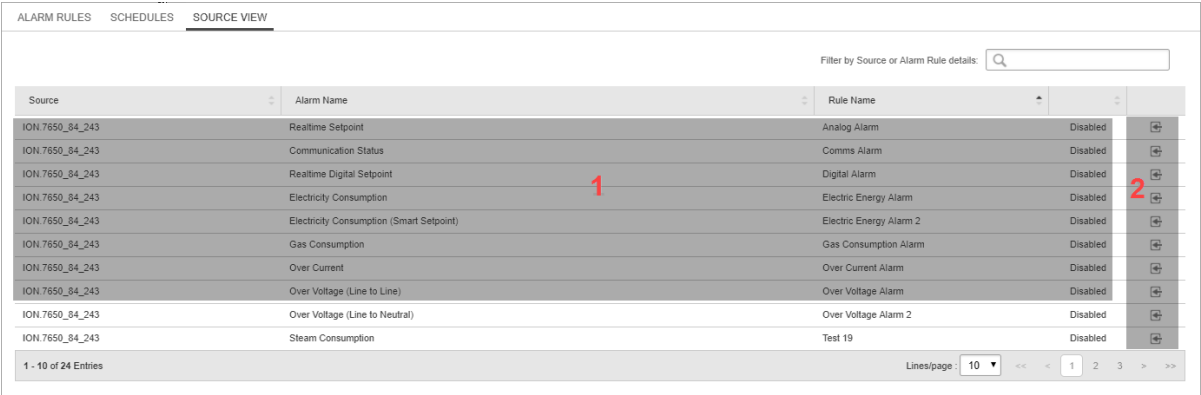 ALARM RULES SCHEDULES SOURCE VIEW
Filter by Source or Alarm Rule details:
Source Alarm Name Rule Name
ION.7650_84_243 Realtime Setpoint Analog Alarm Disabled
ION.7650_84_243 Communication Status Comms Alarm Disabled
ION.7650_84_243 Realtime Digital Setpoint Digital Alarm Disabled
1
2
ION.7650_84_243 Electricity Consumption Electric Energy Alarm Disabled
ION.7650_84_243 Electricity Consumption (Smart Setpoint) Electric Energy Alarm 2 Disabled
ION.7650_84_243 Gas Consumption Gas Consumption Alarm Disabled
ION.7650_84_243 Over Current Over Current Alarm Disabled
ION.7650_84_243 Over Voltage (Line to Line) Over Voltage Alarm Disabled
ION.7650_84_243 Over Voltage (Line to Neutral) Over Voltage Alarm 2 Disabled
ION.7650_84_243 Steam Consumption Test 19 Disabled
1 - 10 of 24 Entries Lines/page : 10 << < 1 2 3 > >>